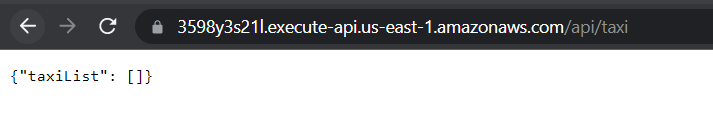 3598y3s21l.execute-api.us-east-1.amazonaws.com/api/taxi
{"taxiList": []}